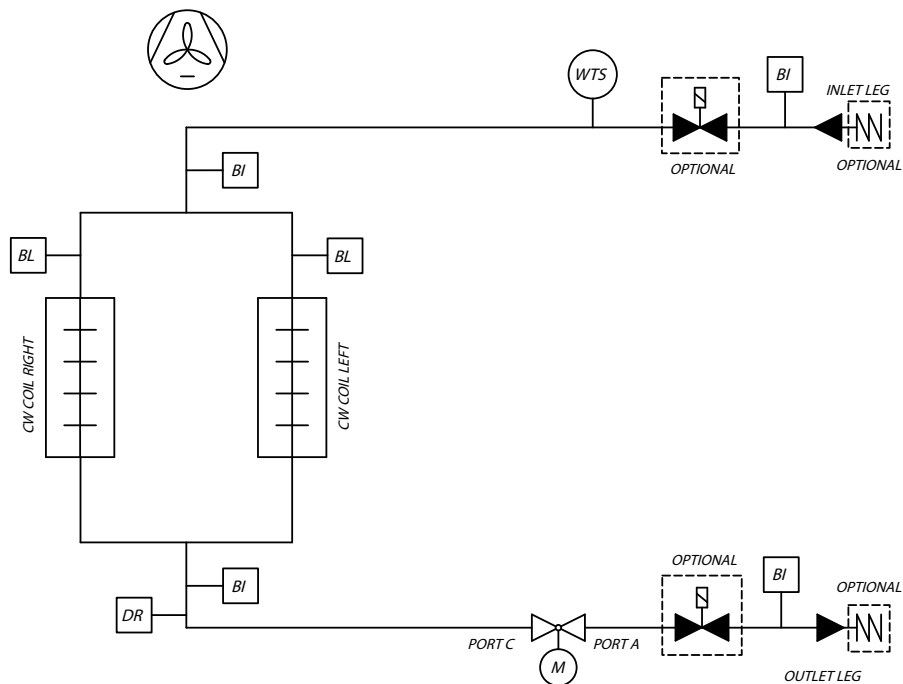 WTS
BI
INLET LEG
OPTIONAL
OPTIONAL
BI
BL
BL
CW COIL RIGHT
CW COIL LEFT
OPTIONAL
BI
OPTIONAL
BI
DR
PORT C
PORT A
M
OUTLET LEG